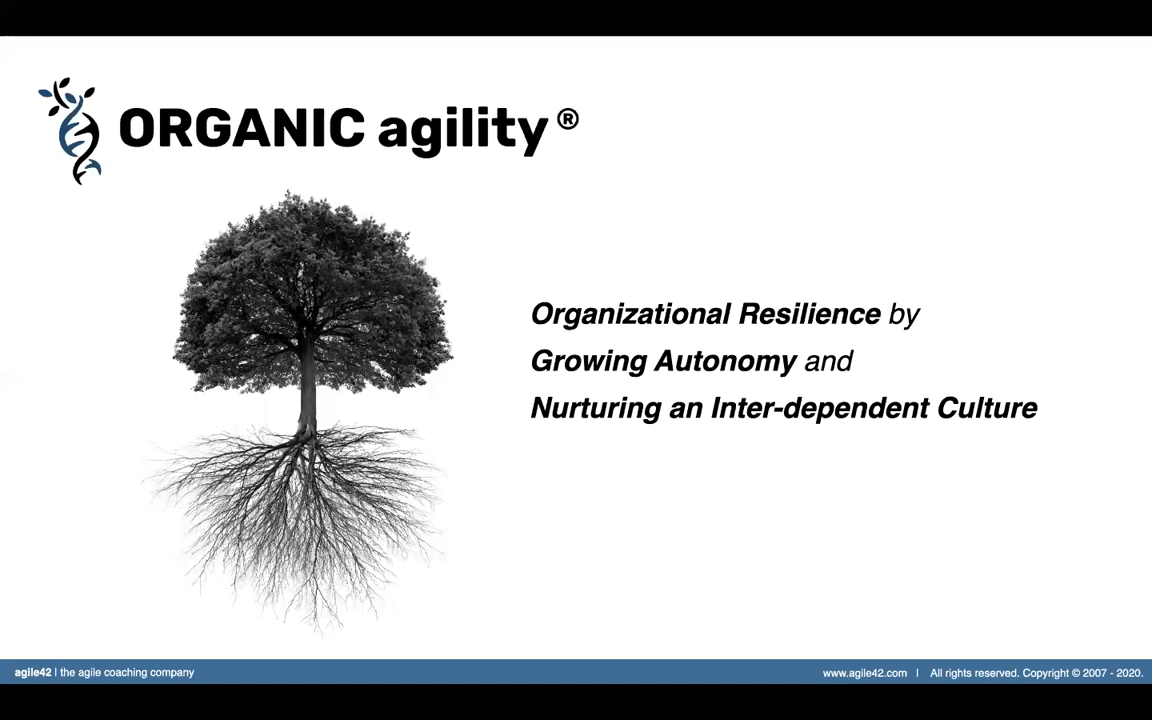 ORGANIC agility ®
Organizational Resilience by
Growing Autonomy and
Nurturing an Inter-dependent Culture
agile42 | the agile coaching company
www.agile42.com | All rights reserved. Copyright © 2007 - 2020.